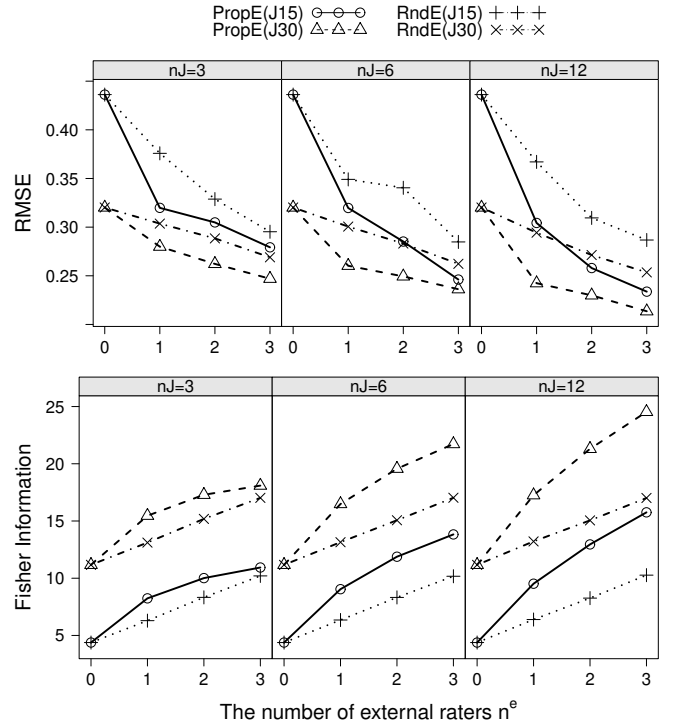 PropE(J15) RndE(J15)
PropE(J30) RndE(J30)
nJ=3 nJ=6 nJ=12
RMSE
0.40
0.35
0.30
0.25
0 1 2 3 0 1 2 3 0 1 2 3
nJ=3 nJ=6 nJ=12
Fisher Information
25
20
15
10
5
0 1 2 3 0 1 2 3 0 1 2 3
The number of external raters n^e